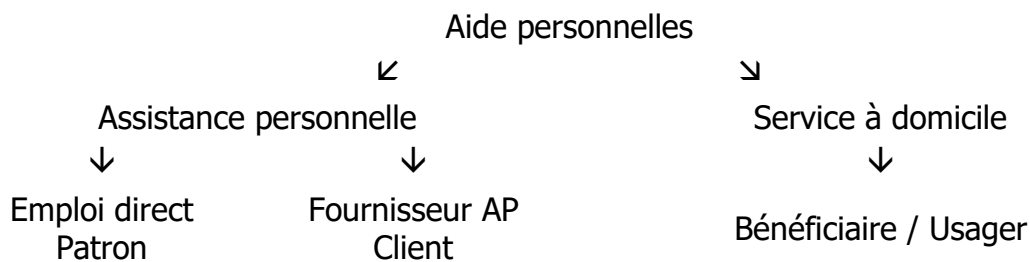 Aide personnelles
↙ ↘
Assistance personnelle Service à domicile
↓ ↓ ↓
Emploi direct Fournisseur AP Bénéficiaire / Usager
Patron Client